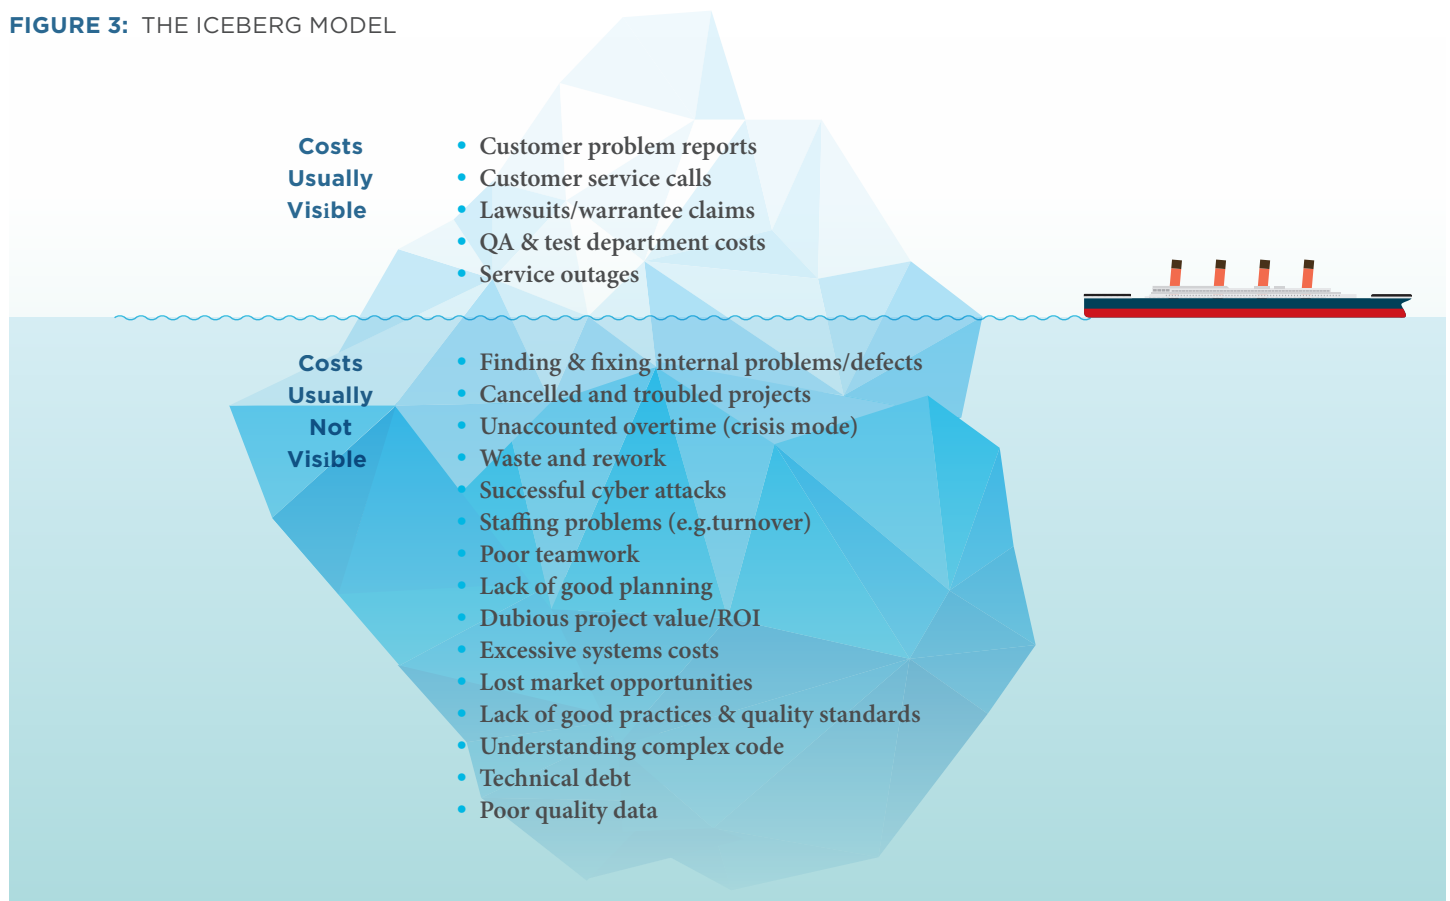 FIGURE 3: THE ICEBERG MODEL
Costs
Usually
Visible
• Customer problem reports
• Customer service calls
• Lawsuits/warrantee claims
• QA & test department costs
• Service outages
Costs
Usually
Not
Visible
• Finding & fixing internal problems/defects
• Cancelled and troubled projects
• Unaccounted overtime (crisis mode)
• Waste and rework
• Successful cyber attacks
• Staffing problems (e.g.turnover)
• Poor teamwork
• Lack of good planning
• Dubious project value/ROI
• Excessive systems costs
• Lost market opportunities
• Lack of good practices & quality standards
• Understanding complex code
• Technical debt
• Poor quality data